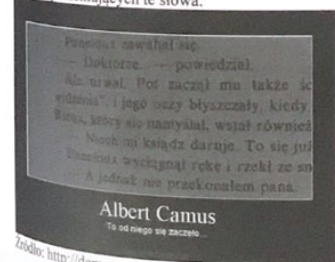 jących te słowa.
Paneloux zawahał się.
— Doktorze... — powiedział.
Ale urwał. Pot zaczął mu także śc
widzenia", i jego oczy błyszczały, kiedy
Rieux, który się namyślał, wstał również
Niech mi ksiądz daruje. To się już
Paneloux wyciągnął rękę i rzekł ze sm
— A jednak nie przekonałem pana.
Albert Camus
To od niego się zaczęło...
Źródło: http://de